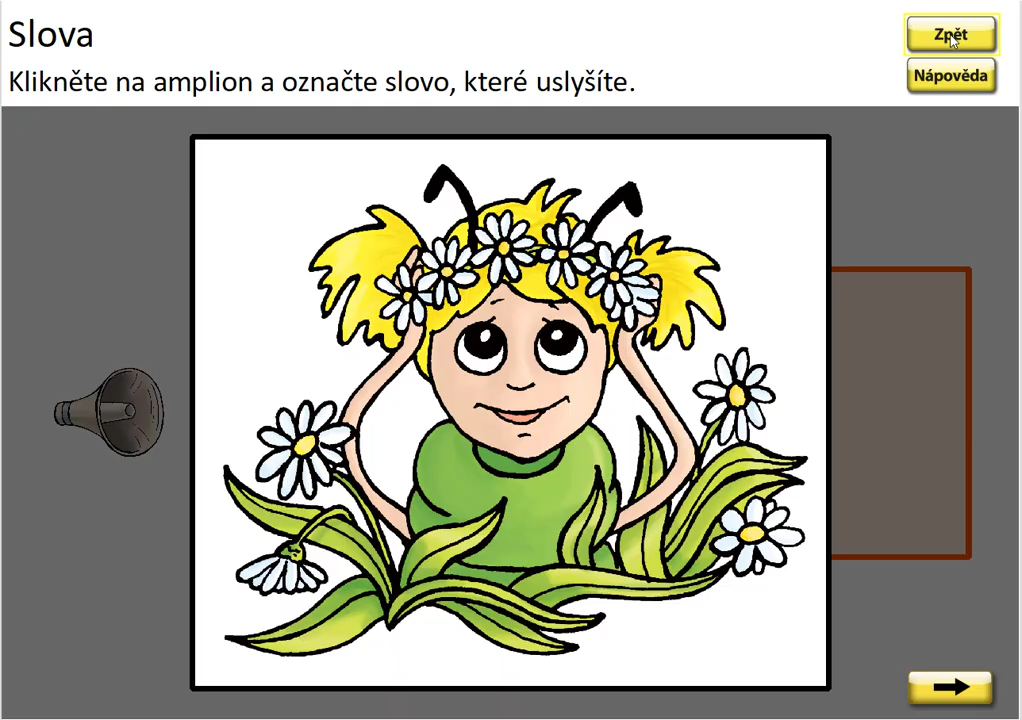 Slova
Zpět
Klikněte na amplion a označte slovo, které uslyšíte.
Nápověda